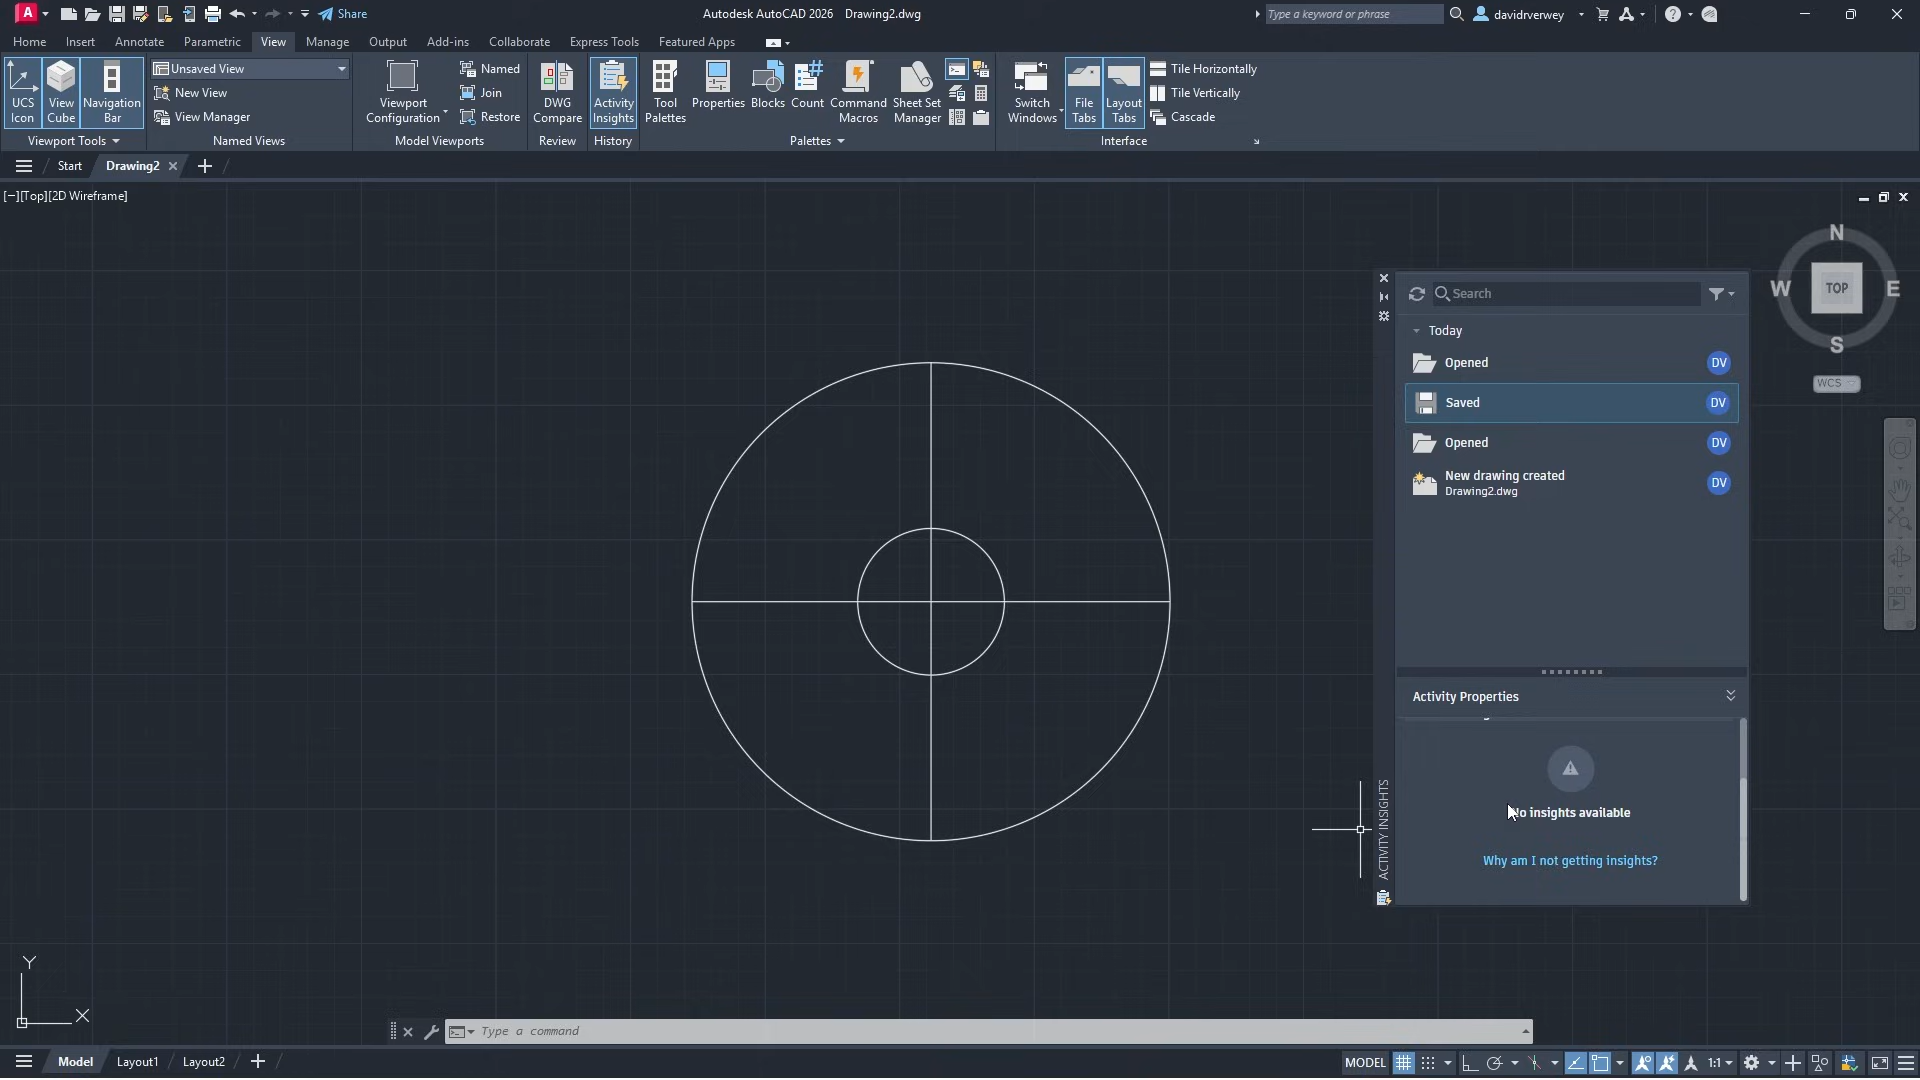 A
Share
Autodesk AutoCAD 2026 Drawing2.dwg
Type a keyword or phrase
davidrverwey
Home Insert Annotate Parametric View Manage Output Add-ins Collaborate Express Tools Featured Apps
UCS
Icon
View
Cube
Navigation
Bar
Viewport Tools
Unsaved View
New View
View Manager
Named Views
Viewport
Configuration
Named
Join
Restore
Model Viewports
DWG
Compare
Review
Activity
Insights
History
Tool
Palettes
Properties
Blocks
Count
Command
Macros
Sheet Set
Manager
Palettes
Switch
Windows
File
Tabs
Layout
Tabs
Tile Horizontally
Tile Vertically
Cascade
Interface
Start
Drawing2
[−][Top][2D Wireframe]
N
W
TOP
E
S
WCS
Search
Today
Opened DV
Saved DV
Opened DV
New drawing created DV
Drawing2.dwg
Activity Properties
insights available
Why am I not getting insights?
ACTIVITY INSIGHTS
Y
X
Type a command
Model Layout1 Layout2
MODEL
1:1